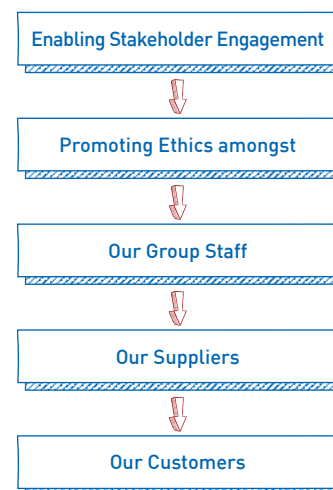 Enabling Stakeholder Engagement
Promoting Ethics amongst
Our Group Staff
Our Suppliers
Our Customers